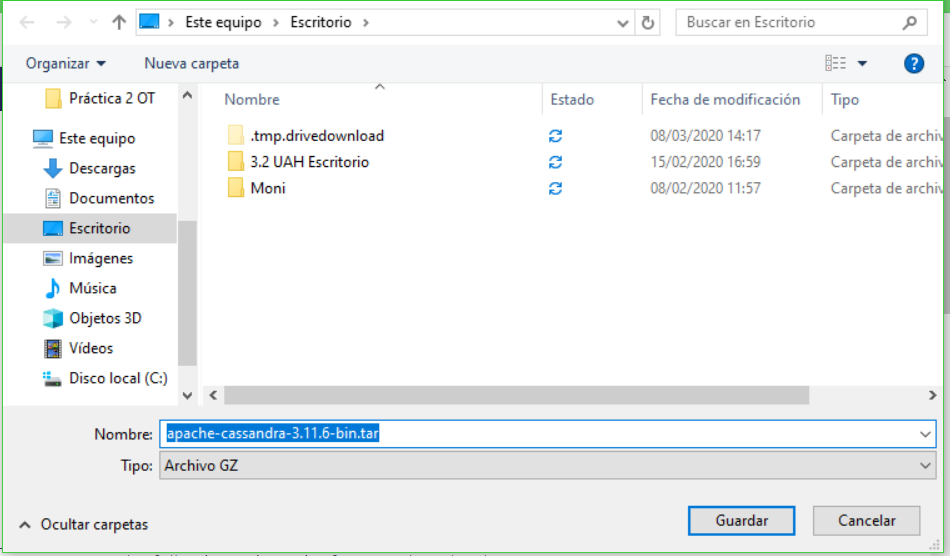 Este equipo > Escritorio >
Buscar en Escritorio
Organizar
Nueva carpeta
Práctica 2 OT
Este equipo
Descargas
Documentos
Escritorio
Imágenes
Música
Objetos 3D
Vídeos
Disco local (C:)
Nombre Estado Fecha de modificación Tipo
.tmp.drivedownload 08/03/2020 14:17 Carpeta de archiv
3.2 UAH Escritorio 15/02/2020 16:59 Carpeta de archiv
Moni 08/02/2020 11:57 Carpeta de archiv
Nombre: apache-cassandra-3.11.6-bin.tar
Tipo: Archivo GZ
Ocultar carpetas
Guardar
Cancelar